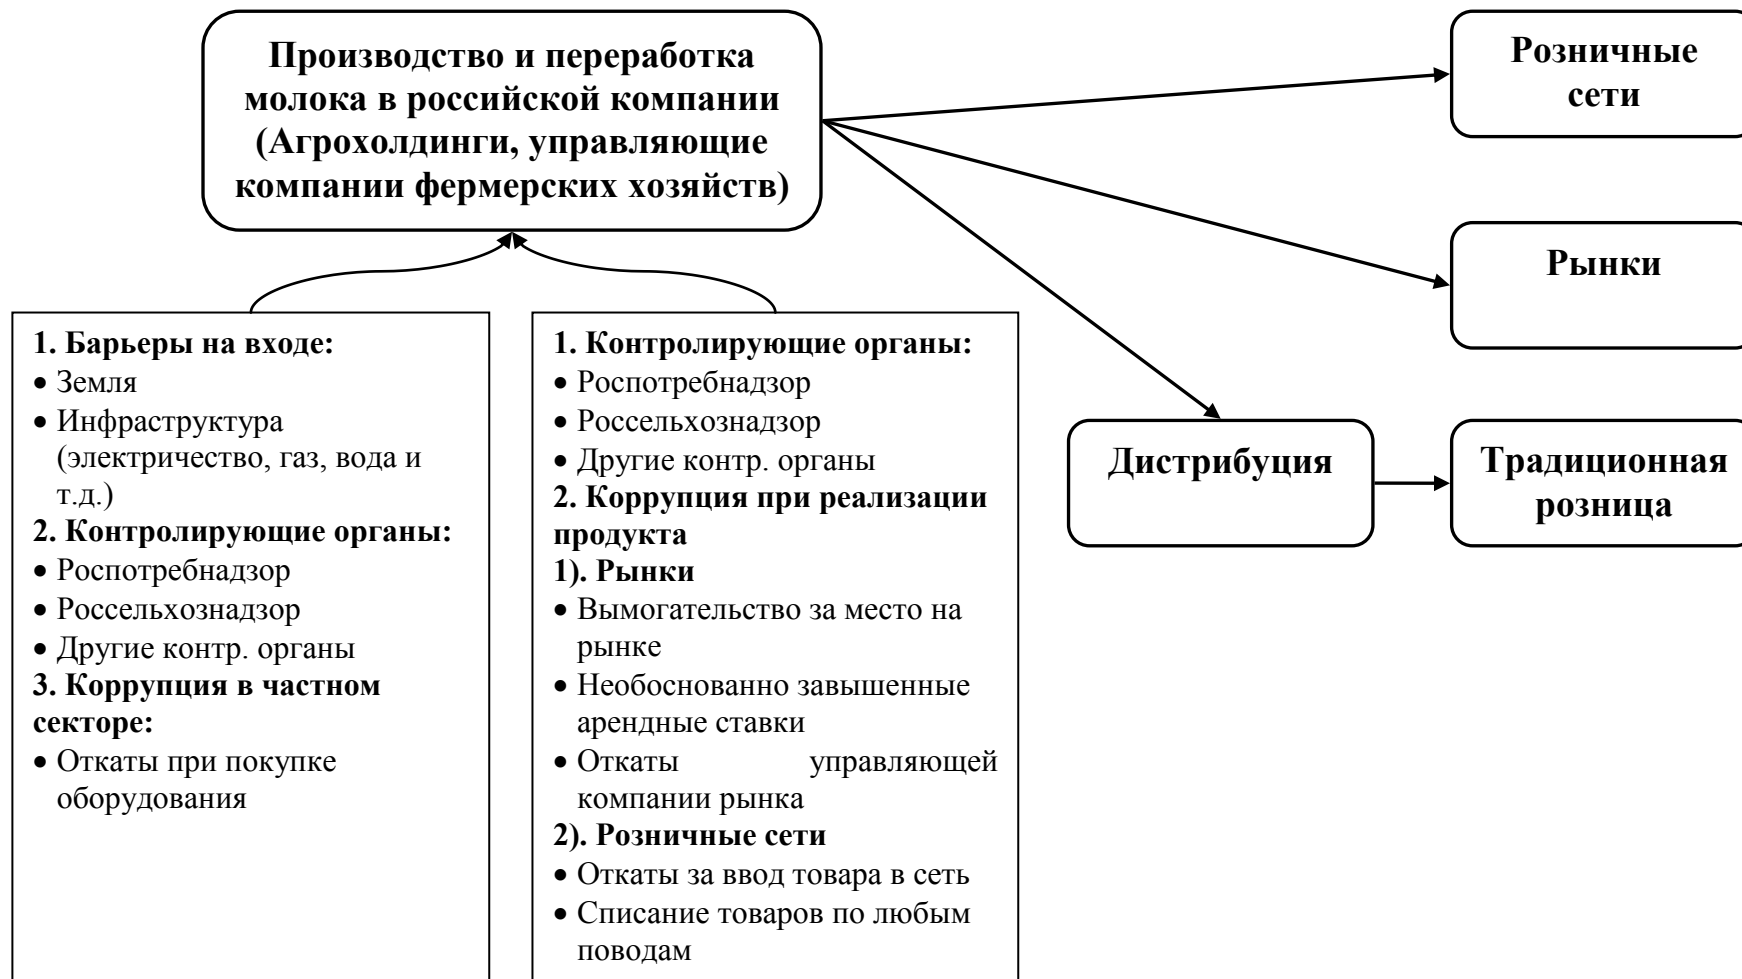 Производство и переработка
молока в российской компании
(Агрохолдинги, управляющие
компании фермерских хозяйств)
Розничные
сети
Рынки
Дистрибуция
Традиционная
розница
1. Барьеры на входе:
• Земля
• Инфраструктура
(электричество, газ, вода и
т.д.)
2. Контролирующие органы:
• Роспотребнадзор
• Россельхознадзор
• Другие контр. органы
3. Коррупция в частном
секторе:
• Откаты при покупке
оборудования
1. Контролирующие органы:
• Роспотребнадзор
• Россельхознадзор
• Другие контр. органы
2. Коррупция при реализации
продукта
1). Рынки
• Вымогательство за место на
рынке
• Необоснованно завышенные
арендные ставки
• Откаты управляющей
компании рынка
2). Розничные сети
• Откаты за ввод товара в сеть
• Списание товаров по любым
поводам